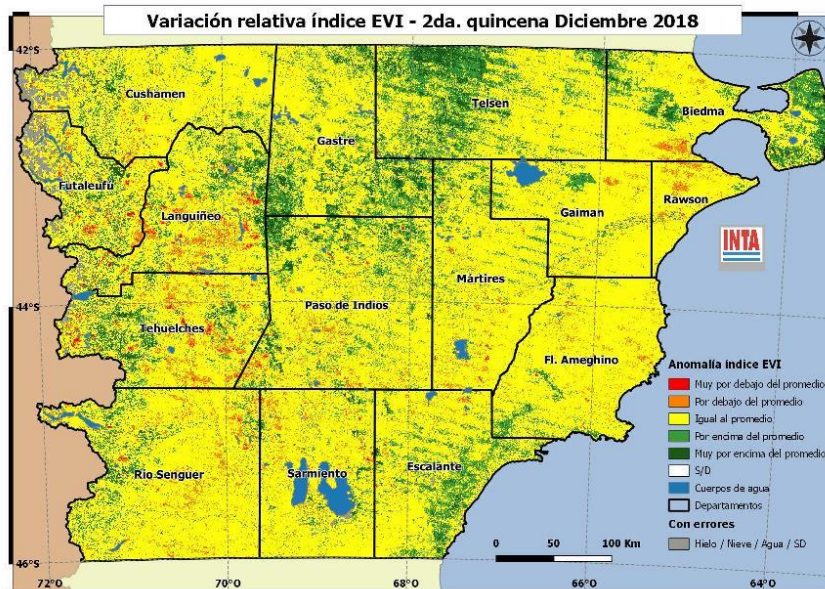 Variación relativa índice EVI - 2da. quincena Diciembre 2018
42°S
Cushamen
Telsen
Biedma
Gastre
Futaleufú
Languiñeo
Gaiman
Rawson
INTA
Mártires
44°S
Paso de Indios
Tehuelches
Fl. Ameghino
Anomalía índice EVI
Muy por debajo del promedio
Por debajo del promedio
Igual al promedio
Por encima del promedio
Muy por encima del promedio
S/D
Cuerpos de agua
Departamentos
Con errores
Hielo / Nieve / Agua / SD
Río Senguer
Sarmiento
Escalante
0 50 100 Km
46°S
72°O 70°O 68°O 66°O 64°O